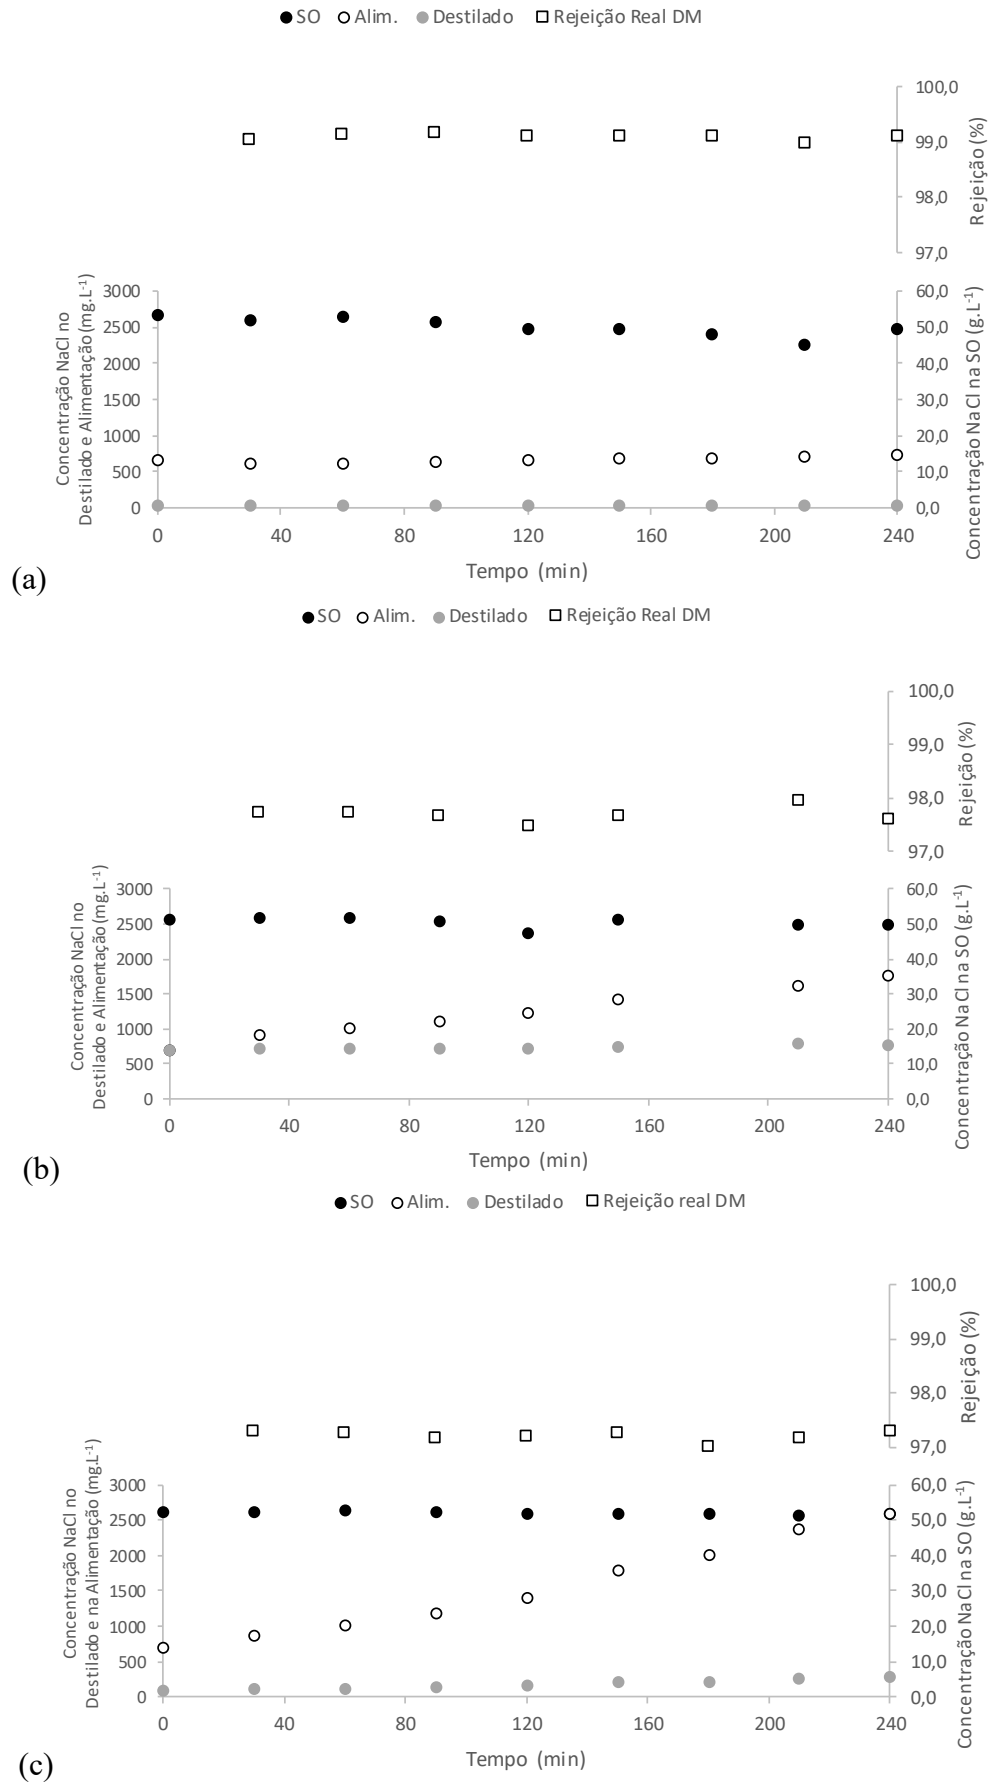 SO Alim. Destilado Rejeição Real DM
100,0
99,0
98,0
97,0
Rejeição (%)
Concentração NaCl no
Destilado e Alimentação (mg.L-1)
3000
2500
2000
1500
1000
500
0
60,0
50,0
40,0
30,0
20,0
10,0
0,0
Concentração NaCl na SO (g.L-1)
0 40 80 120 160 200 240
Tempo (min)
(a)
SO Alim. Destilado Rejeição Real DM
100,0
99,0
98,0
97,0
Rejeição (%)
Concentração NaCl no
Destilado e Alimentação (mg.L-1)
3000
2500
2000
1500
1000
500
0
60,0
50,0
40,0
30,0
20,0
10,0
0,0
Concentração NaCl na SO (g.L-1)
0 40 80 120 160 200 240
Tempo (min)
(b)
SO Alim. Destilado Rejeição real DM
100,0
99,0
98,0
97,0
Rejeição (%)
Concentração NaCl no
Destilado e na Alimentação (mg.L-1)
3000
2500
2000
1500
1000
500
0
60,0
50,0
40,0
30,0
20,0
10,0
0,0
Concentração NaCl na SO (g.L-1)
0 40 80 120 160 200 240
Tempo (min)
(c)